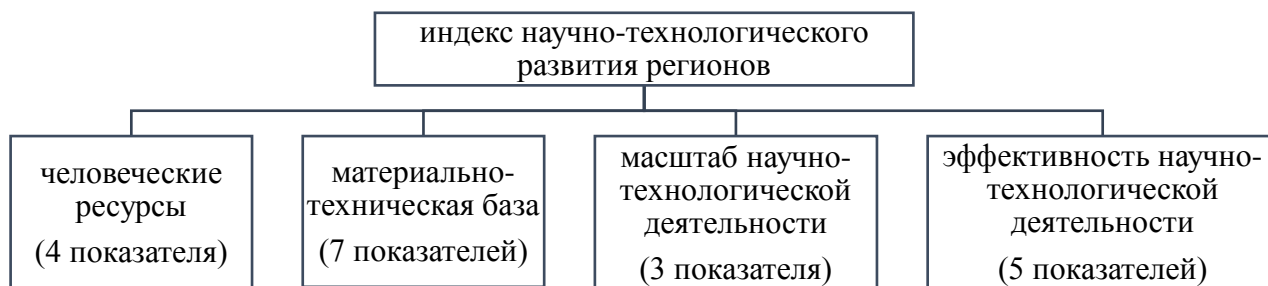 индекс научно-технологического
развития регионов
человеческие
ресурсы
(4 показателя)
материально-
техническая база
(7 показателей)
масштаб научно-
технологической
деятельности
(3 показателя)
эффективность научно-
технологической
деятельности
(5 показателей)